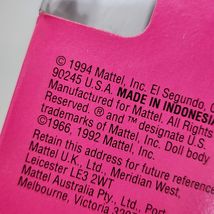 © 1994 Mattel, Inc. El Segundo, C
90245 U.S.A. MADE IN INDONESIA
Manufactured for Mattel. All Rights
Reserved. ® and ™ designate U.S.
trademarks of Mattel, Inc. Doll body
©1966, 1992 Mattel, Inc.
Retain this address for future reference:
Mattel U.K., Ltd., Meridian West,
Leicester LE3 2WT
Mattel Australia Pty., Ltd., Port
Melbourne, Victoria